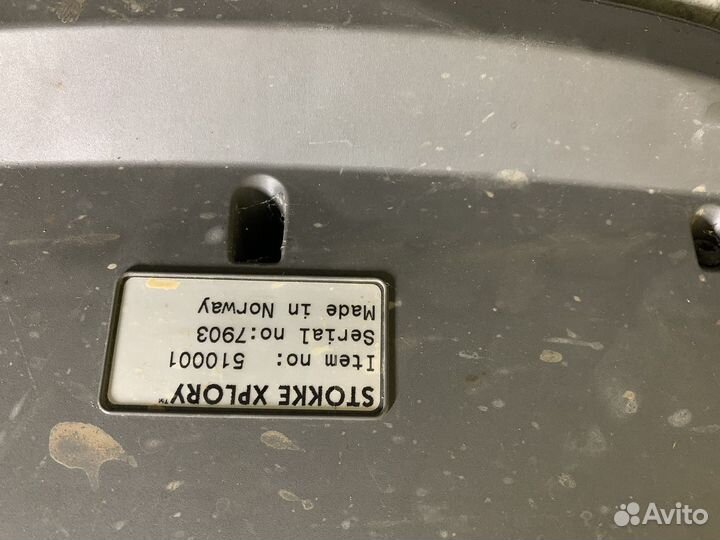 STOKKE XPLORY™
Item no: 510001
Serial no:7903
Made in Norway
Avito